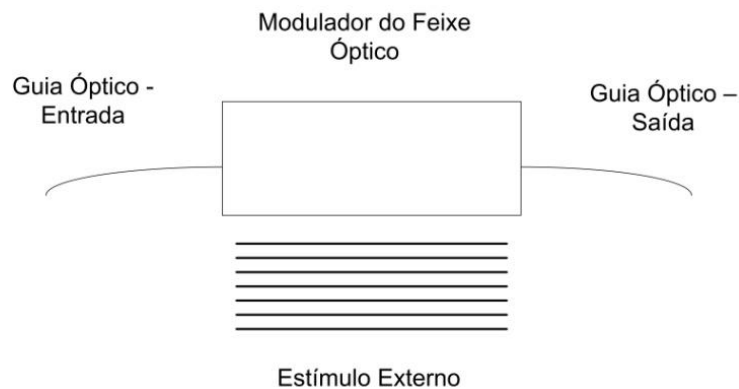 Modulador do Feixe
Óptico
Guia Óptico -
Entrada
Guia Óptico –
Saída
Estímulo Externo